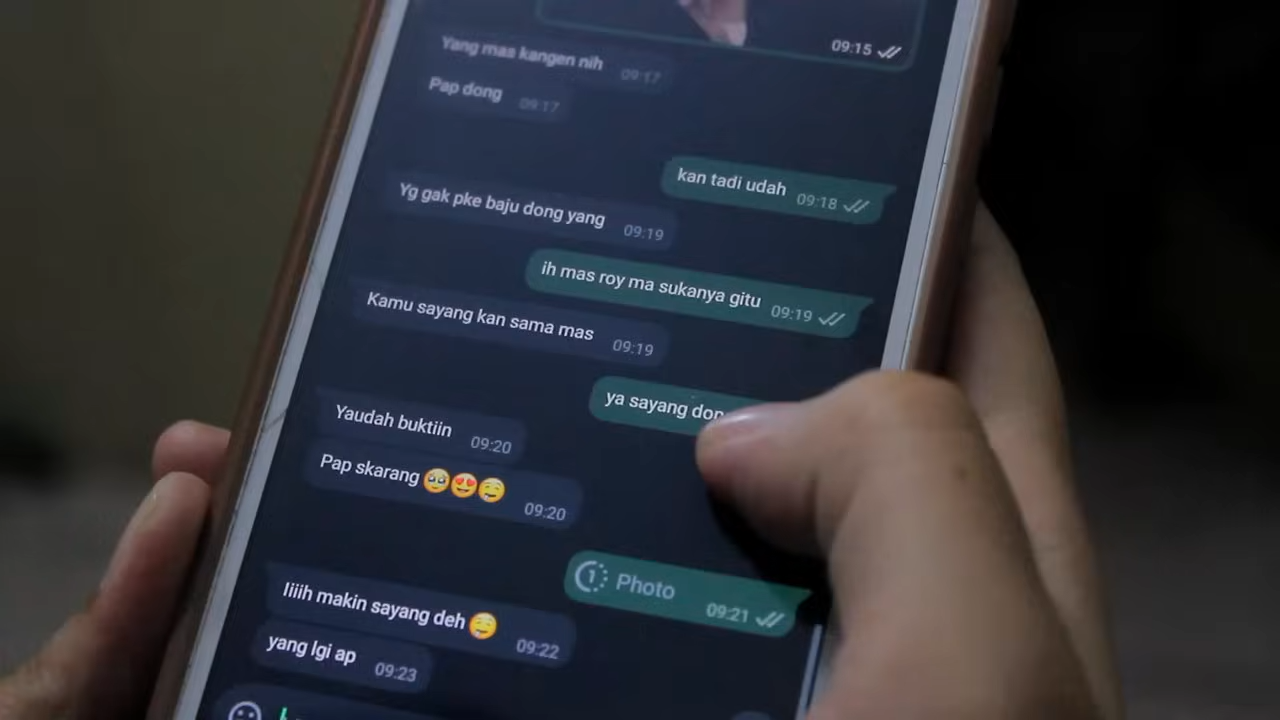 09:15
Yang mas kangen nih 09:17
Pap dong 09:17
kan tadi udah 09:18
Yg gak pke baju dong yang 09:19
ih mas roy ma sukanya gitu 09:19
Kamu sayang kan sama mas 09:19
ya sayang don
Yaudah buktiin 09:20
Pap skarang 🥹😍🤤 09:20
1 Photo 09:21
Iiiih makin sayang deh 🤤 09:22
yang lgi ap 09:23